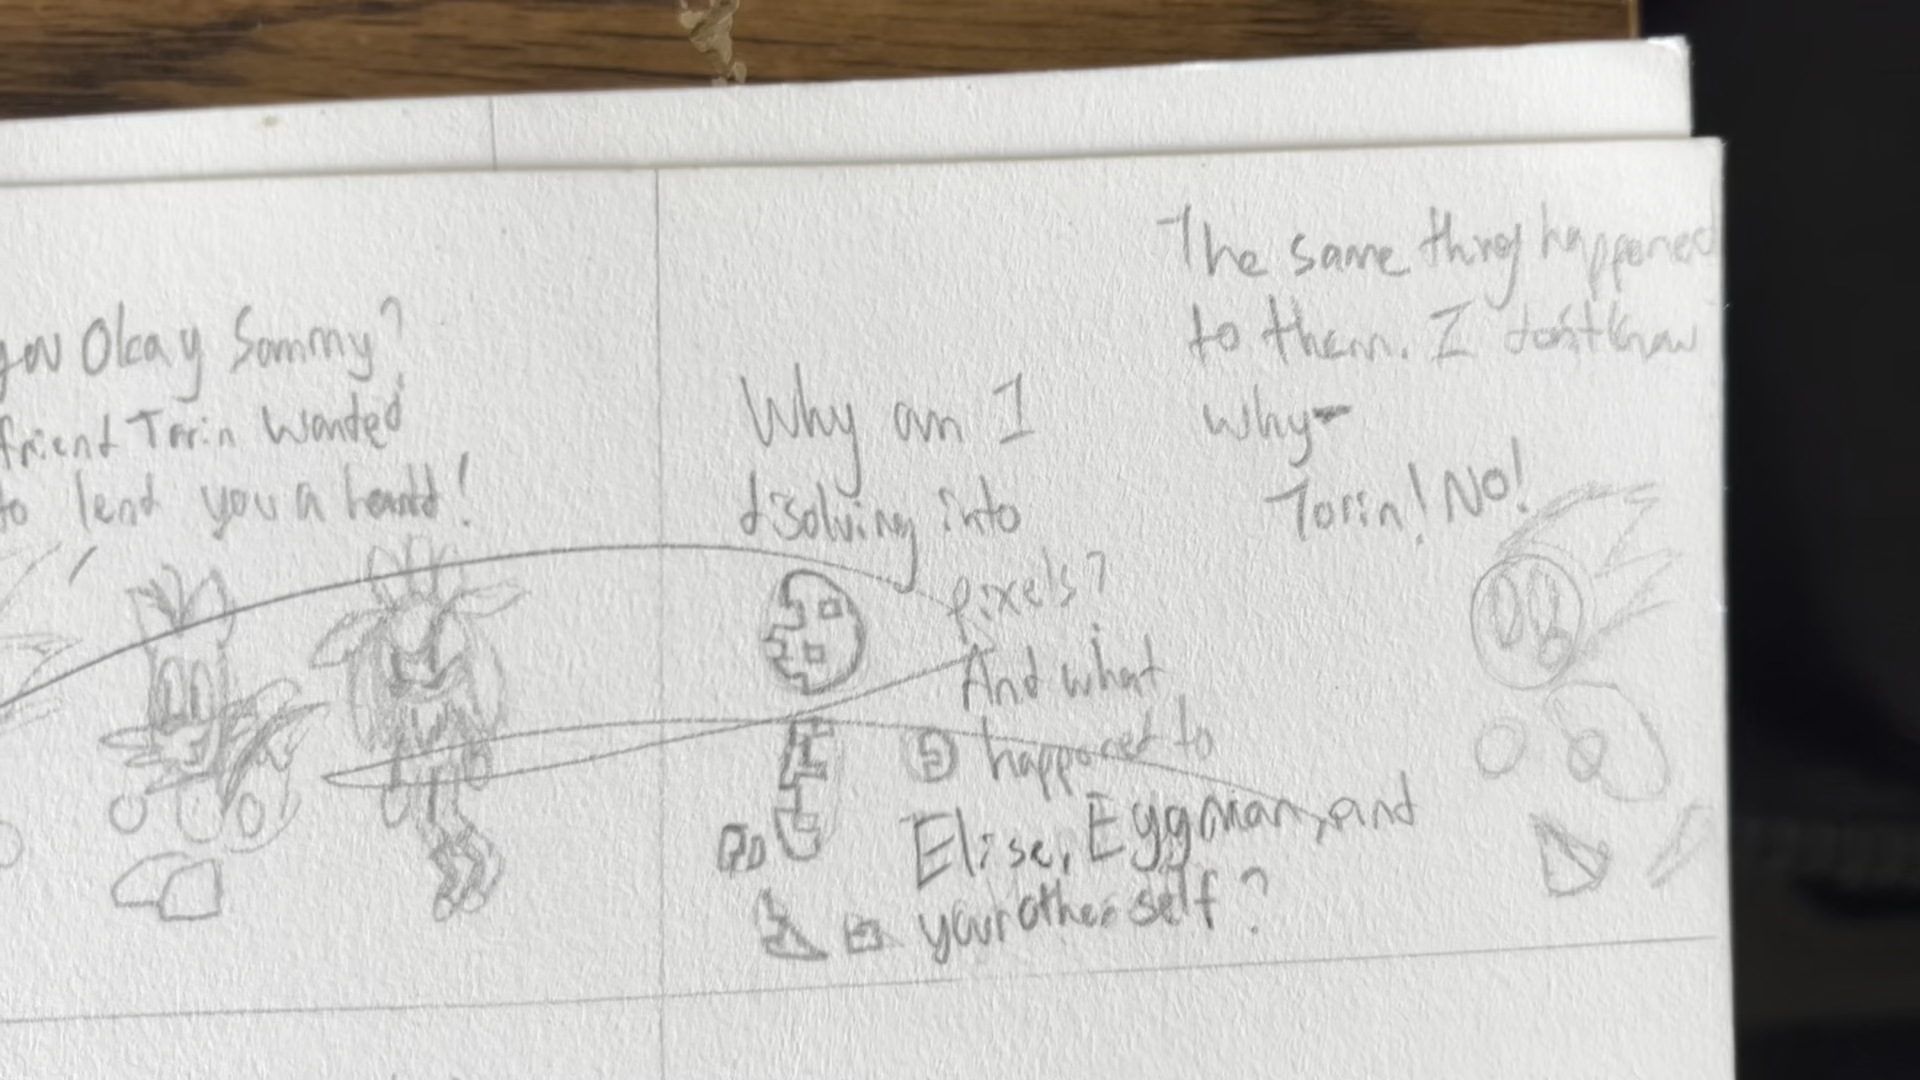 you Okay Sammy?
friend Torin Wanted
to lend you a hand!
Why am I
disolving into
pixels?
And what
happened to
Elise, Eggman, and
your other self?
The same thing happened
to them. I don't know
why-
Torin! No!